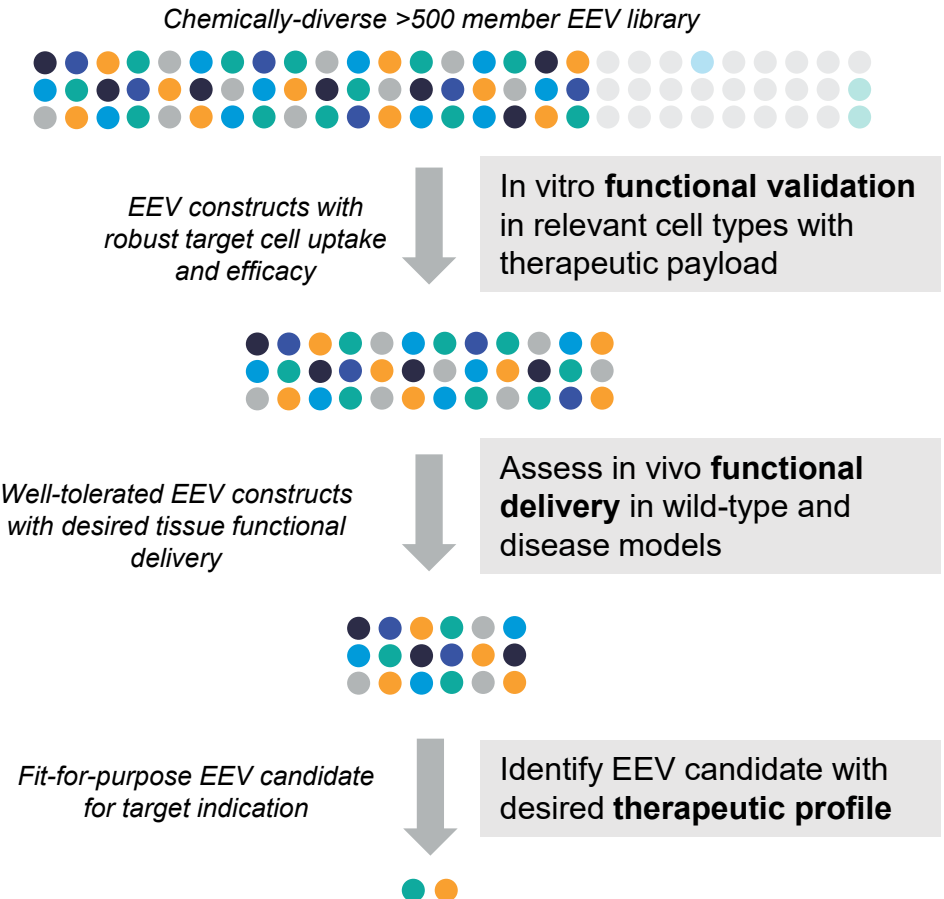 Chemically-diverse >500 member EEV library
EEV constructs with
robust target cell uptake
and efficacy
In vitro functional validation
in relevant cell types with
therapeutic payload
Well-tolerated EEV constructs
with desired tissue functional
delivery
Assess in vivo functional
delivery in wild-type and
disease models
Fit-for-purpose EEV candidate
for target indication
Identify EEV candidate with
desired therapeutic profile